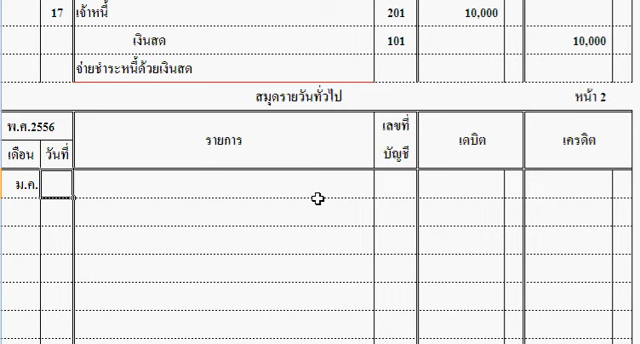 17 เจ้าหนี้ 201 10,000
เงินสด 101 10,000
จ่ายชำระหนี้ด้วยเงินสด
สมุดรายวันทั่วไป หน้า 2
พ.ศ.2556 รายการ เลขที่บัญชี เดบิต เครดิต
เดือน วันที่
ม.ค.